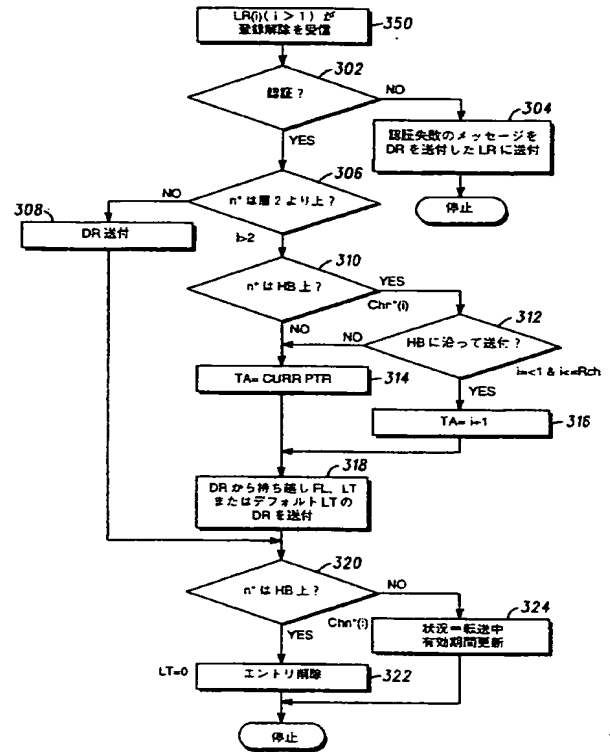 LR(i)( i > 1 ) が
登録解除を受信
350
302
認証 ?
NO
YES
304
認証失敗のメッセージを
DR を送付した LR に送付
停止
306
n* は層 2 より上 ?
NO
i>2
308
DR 送付
310
n* は HB 上 ?
YES
Chn*(i)
NO
312
HB に沿って送付 ?
NO
i=<1 & i<=Rch
YES
TA= CURR PTR
314
TA= i-1
316
318
DR から持ち越し FL、LT
またはデフォルト LT の
DR を送付
320
n* は HB 上 ?
NO
Chn*(i)
YES
324
状況=転送中
有効期間更新
LT=0
エントリ削除
322
停止